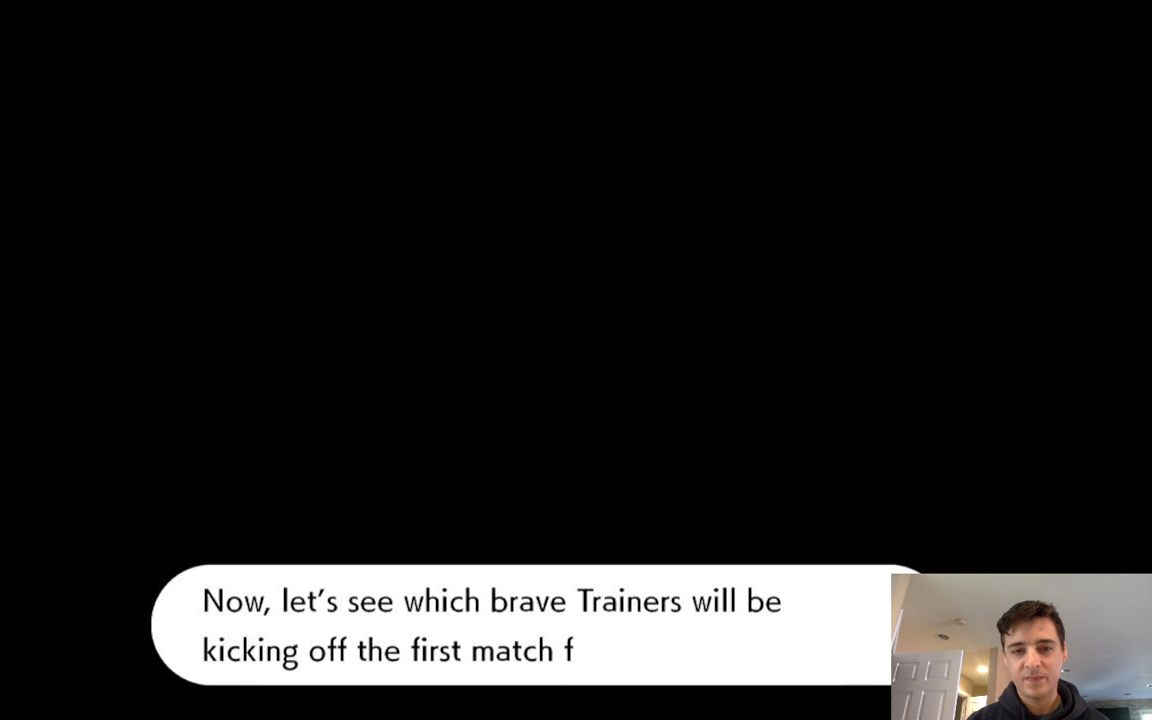 Now, let's see which brave Trainers will be
kicking off the first match f